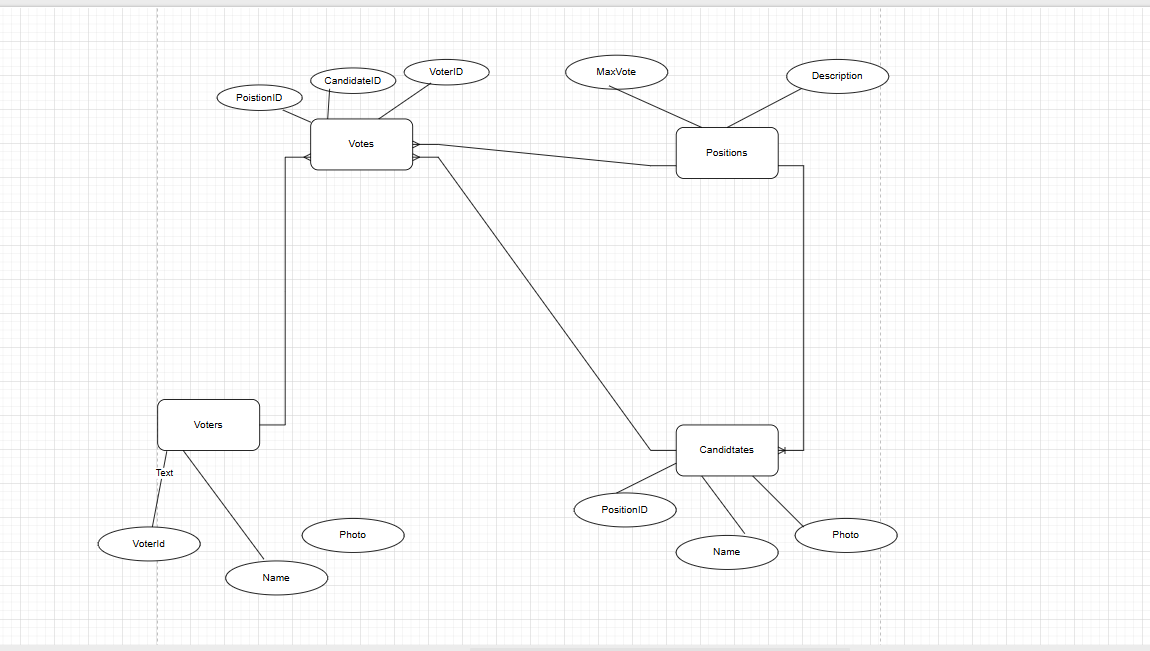 VoterID
MaxVote
CandidateID
Description
PoistionID
Votes
Positions
Voters
Candidtates
Text
PositionID
Photo
Photo
VoterId
Name
Name